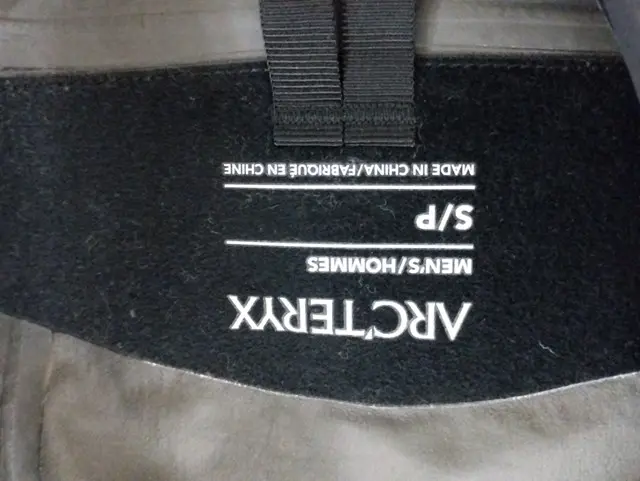 ARC'TERYX
MEN'S/HOMMES
S/P
MADE IN CHINA/FABRIQUÉ EN CHINE